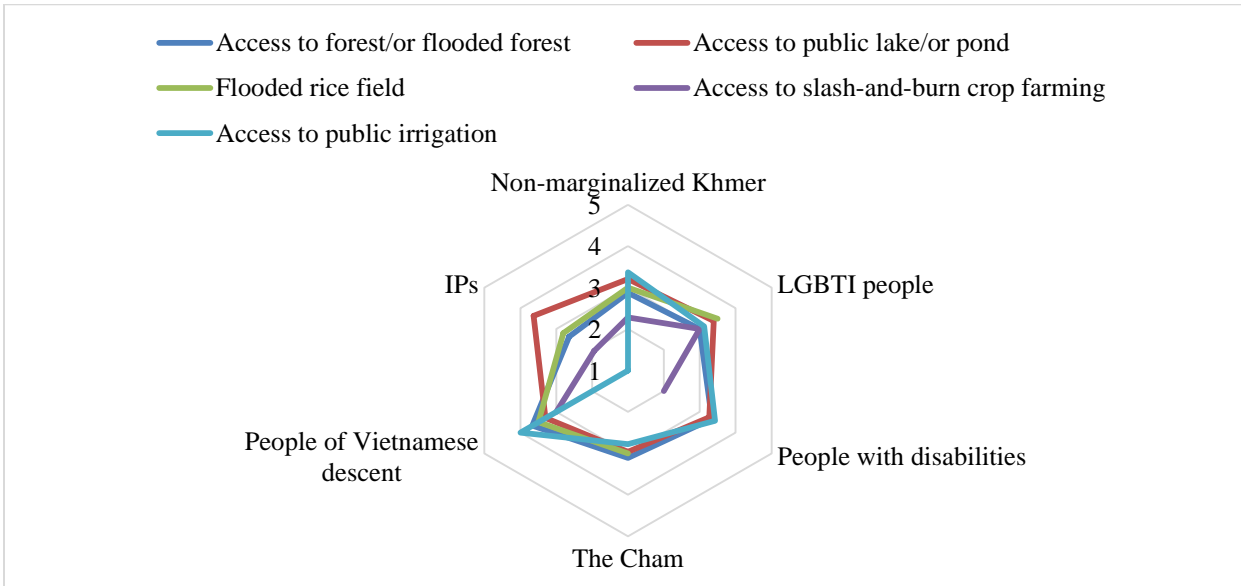 Access to forest/or flooded forest
Access to public lake/or pond
Flooded rice field
Access to slash-and-burn crop farming
Access to public irrigation
Non-marginalized Khmer
5
4
IPs
LGBTI people
3
2
1
People of Vietnamese
descent
People with disabilities
The Cham